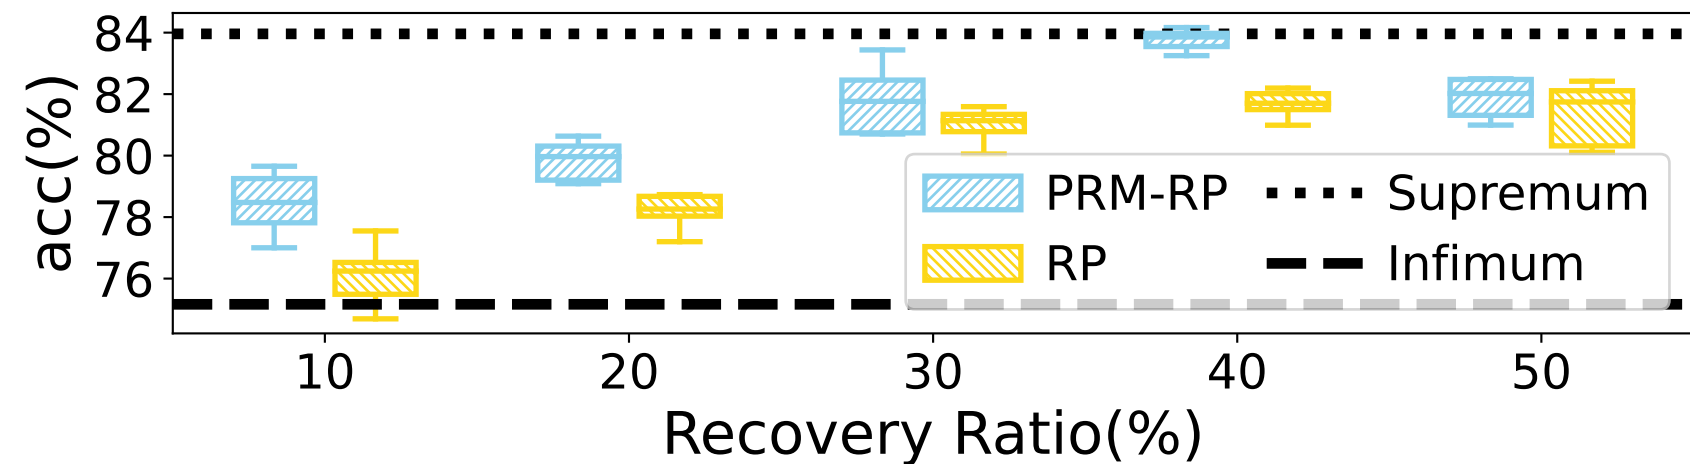 acc(%)
84
82
80
78
76
PRM-RP
RP
Supremum
Infimum
10 20 30 40 50
Recovery Ratio(%)